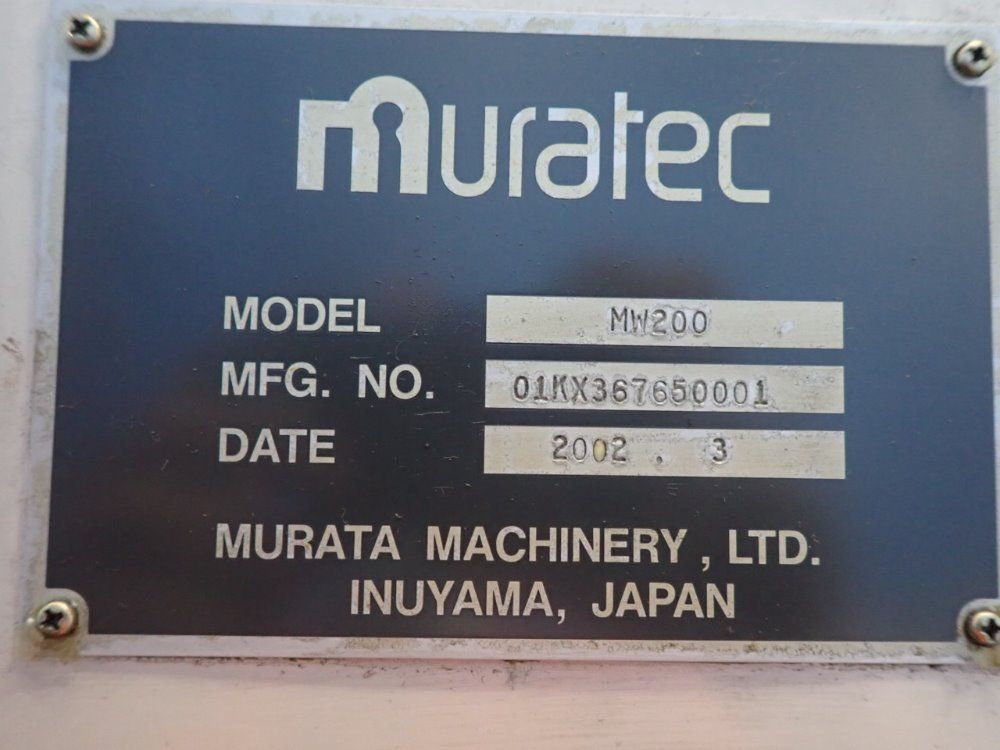 muratec
MODEL MW200
MFG. NO. 01KX367650001
DATE 2002 . 3
MURATA MACHINERY, LTD.
INUYAMA, JAPAN